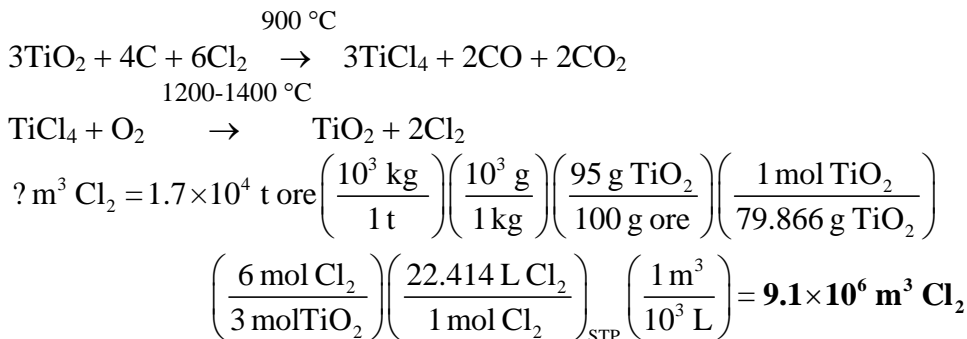 900 °C
3TiO₂ + 4C + 6Cl₂ → 3TiCl₄ + 2CO + 2CO₂
1200-1400 °C
TiCl₄ + O₂ → TiO₂ + 2Cl₂
? m³ Cl₂ = 1.7×10⁴ t ore (10³ kg / 1 t)(10³ g / 1 kg)(95 g TiO₂ / 100 g ore)(1 mol TiO₂ / 79.866 g TiO₂)
(6 mol Cl₂ / 3 molTiO₂)(22.414 L Cl₂ / 1 mol Cl₂)STP (1 m³ / 10³ L) = 9.1×10⁶ m³ Cl₂